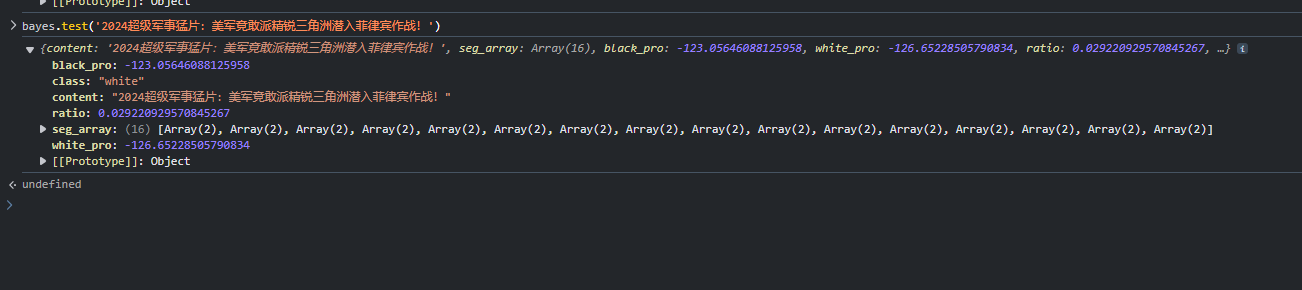 [[Prototype]]: Object
bayes.test('2024超级军事猛片：美军竟敢派精锐三角洲潜入菲律宾作战！')
{content: '2024超级军事猛片：美军竟敢派精锐三角洲潜入菲律宾作战！', seg_array: Array(16), black_pro: -123.05646088125958, white_pro: -126.65228505790834, ratio: 0.029220929570845267, …} i
black_pro: -123.05646088125958
class: "white"
content: "2024超级军事猛片：美军竟敢派精锐三角洲潜入菲律宾作战！"
ratio: 0.029220929570845267
seg_array: (16) [Array(2), Array(2), Array(2), Array(2), Array(2), Array(2), Array(2), Array(2), Array(2), Array(2), Array(2), Array(2), Array(2), Array(2), Array(2), Array(2)]
white_pro: -126.65228505790834
[[Prototype]]: Object
undefined